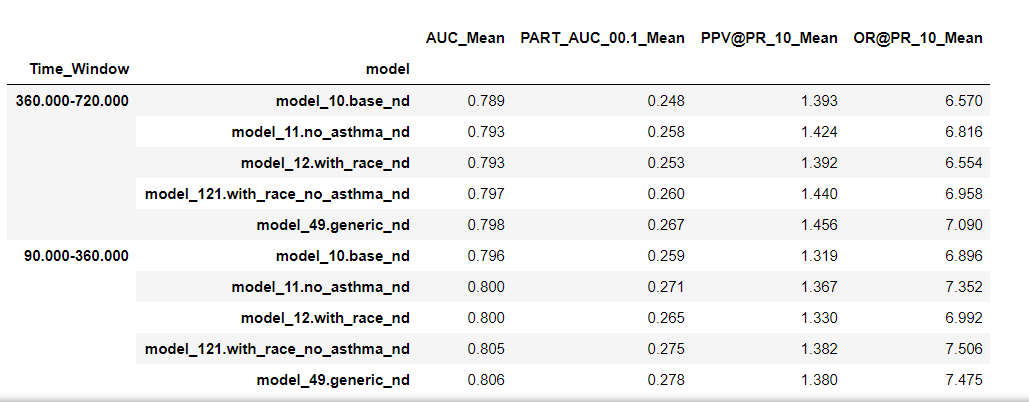 AUC_Mean PART_AUC_00.1_Mean PPV@PR_10_Mean OR@PR_10_Mean
Time_Window model
360.000-720.000 model_10.base_nd 0.789 0.248 1.393 6.570
model_11.no_asthma_nd 0.793 0.258 1.424 6.816
model_12.with_race_nd 0.793 0.253 1.392 6.554
model_121.with_race_no_asthma_nd 0.797 0.260 1.440 6.958
model_49.generic_nd 0.798 0.267 1.456 7.090
90.000-360.000 model_10.base_nd 0.796 0.259 1.319 6.896
model_11.no_asthma_nd 0.800 0.271 1.367 7.352
model_12.with_race_nd 0.800 0.265 1.330 6.992
model_121.with_race_no_asthma_nd 0.805 0.275 1.382 7.506
model_49.generic_nd 0.806 0.278 1.380 7.475